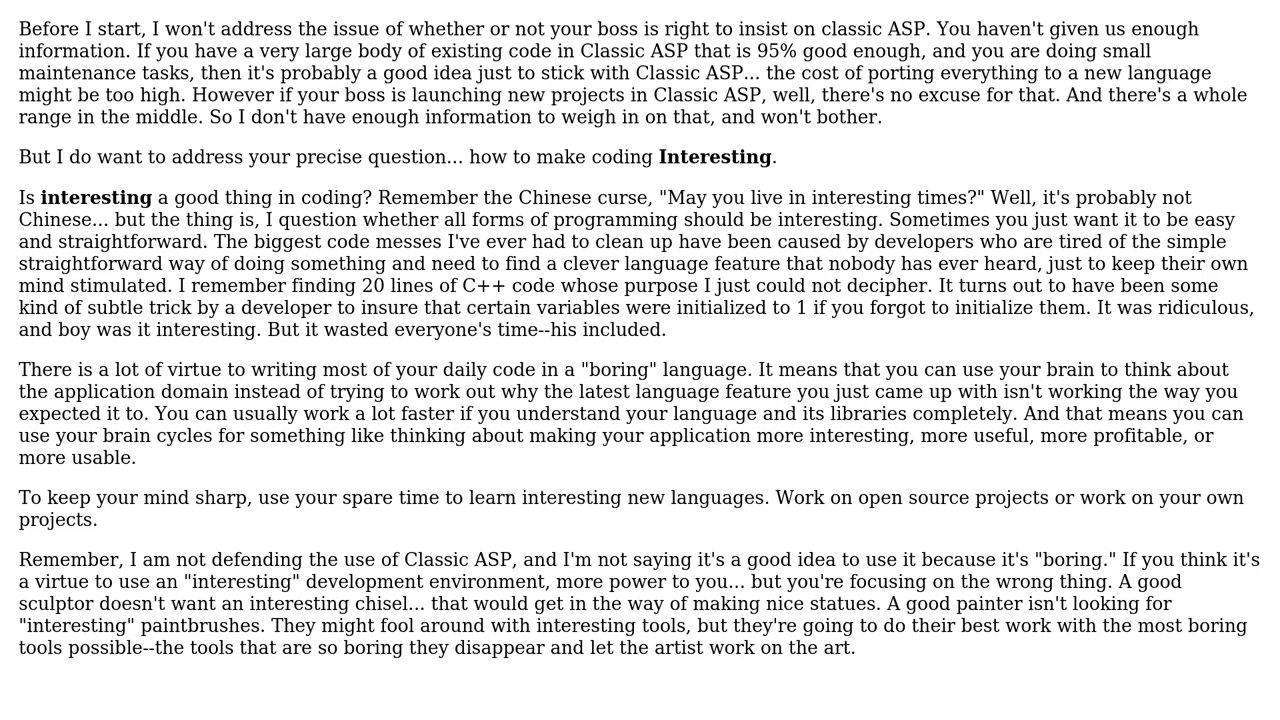 Before I start, I won't address the issue of whether or not your boss is right to insist on classic ASP. You haven't given us enough
information. If you have a very large body of existing code in Classic ASP that is 95% good enough, and you are doing small
maintenance tasks, then it's probably a good idea just to stick with Classic ASP... the cost of porting everything to a new language
might be too high. However if your boss is launching new projects in Classic ASP, well, there's no excuse for that. And there's a whole
range in the middle. So I don't have enough information to weigh in on that, and won't bother.
But I do want to address your precise question... how to make coding Interesting.
Is interesting a good thing in coding? Remember the Chinese curse, "May you live in interesting times?" Well, it's probably not
Chinese... but the thing is, I question whether all forms of programming should be interesting. Sometimes you just want it to be easy
and straightforward. The biggest code messes I've ever had to clean up have been caused by developers who are tired of the simple
straightforward way of doing something and need to find a clever language feature that nobody has ever heard, just to keep their own
mind stimulated. I remember finding 20 lines of C++ code whose purpose I just could not decipher. It turns out to have been some
kind of subtle trick by a developer to insure that certain variables were initialized to 1 if you forgot to initialize them. It was ridiculous,
and boy was it interesting. But it wasted everyone's time--his included.
There is a lot of virtue to writing most of your daily code in a "boring" language. It means that you can use your brain to think about
the application domain instead of trying to work out why the latest language feature you just came up with isn't working the way you
expected it to. You can usually work a lot faster if you understand your language and its libraries completely. And that means you can
use your brain cycles for something like thinking about making your application more interesting, more useful, more profitable, or
more usable.
To keep your mind sharp, use your spare time to learn interesting new languages. Work on open source projects or work on your own
projects.
Remember, I am not defending the use of Classic ASP, and I'm not saying it's a good idea to use it because it's "boring." If you think it's
a virtue to use an "interesting" development environment, more power to you... but you're focusing on the wrong thing. A good
sculptor doesn't want an interesting chisel... that would get in the way of making nice statues. A good painter isn't looking for
"interesting" paintbrushes. They might fool around with interesting tools, but they're going to do their best work with the most boring
tools possible--the tools that are so boring they disappear and let the artist work on the art.